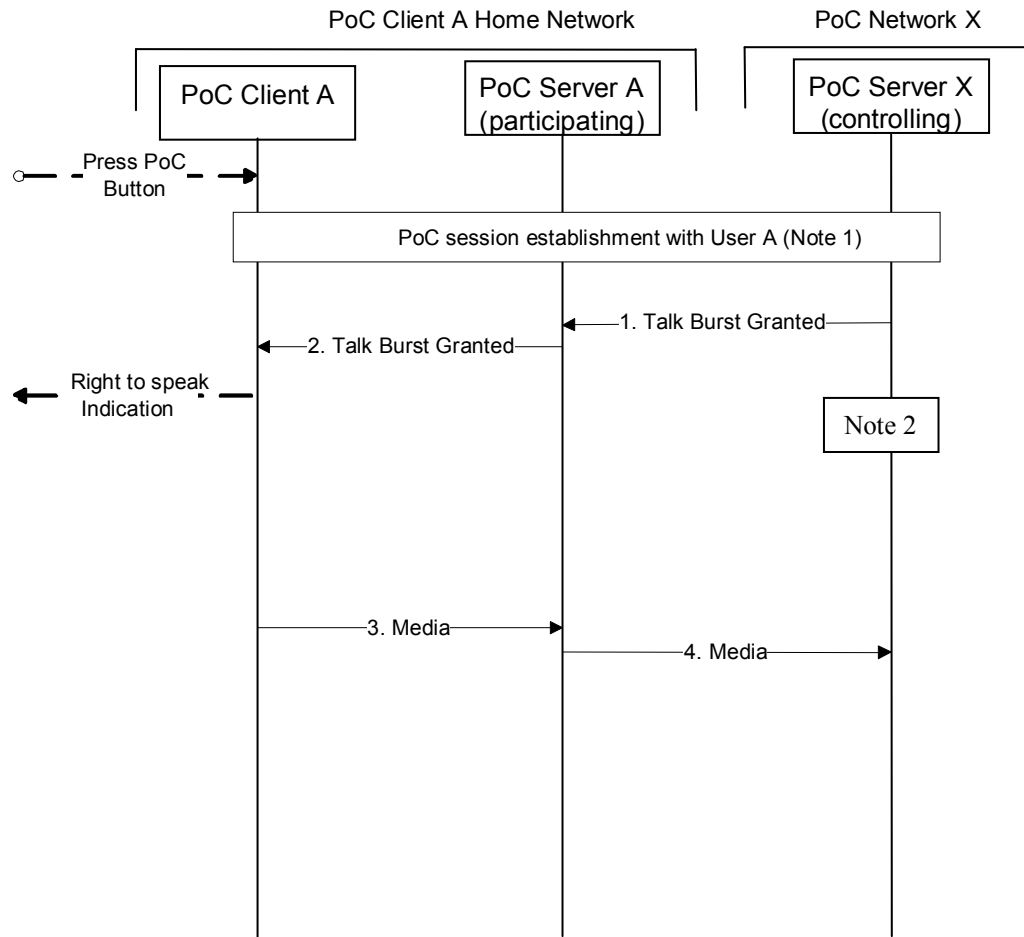 PoC Client A Home Network
PoC Network X
PoC Client A
PoC Server A
(participating)
PoC Server X
(controlling)
Press PoC
Button
PoC session establishment with User A (Note 1)
1. Talk Burst Granted
2. Talk Burst Granted
Right to speak
Indication
Note 2
3. Media
4. Media